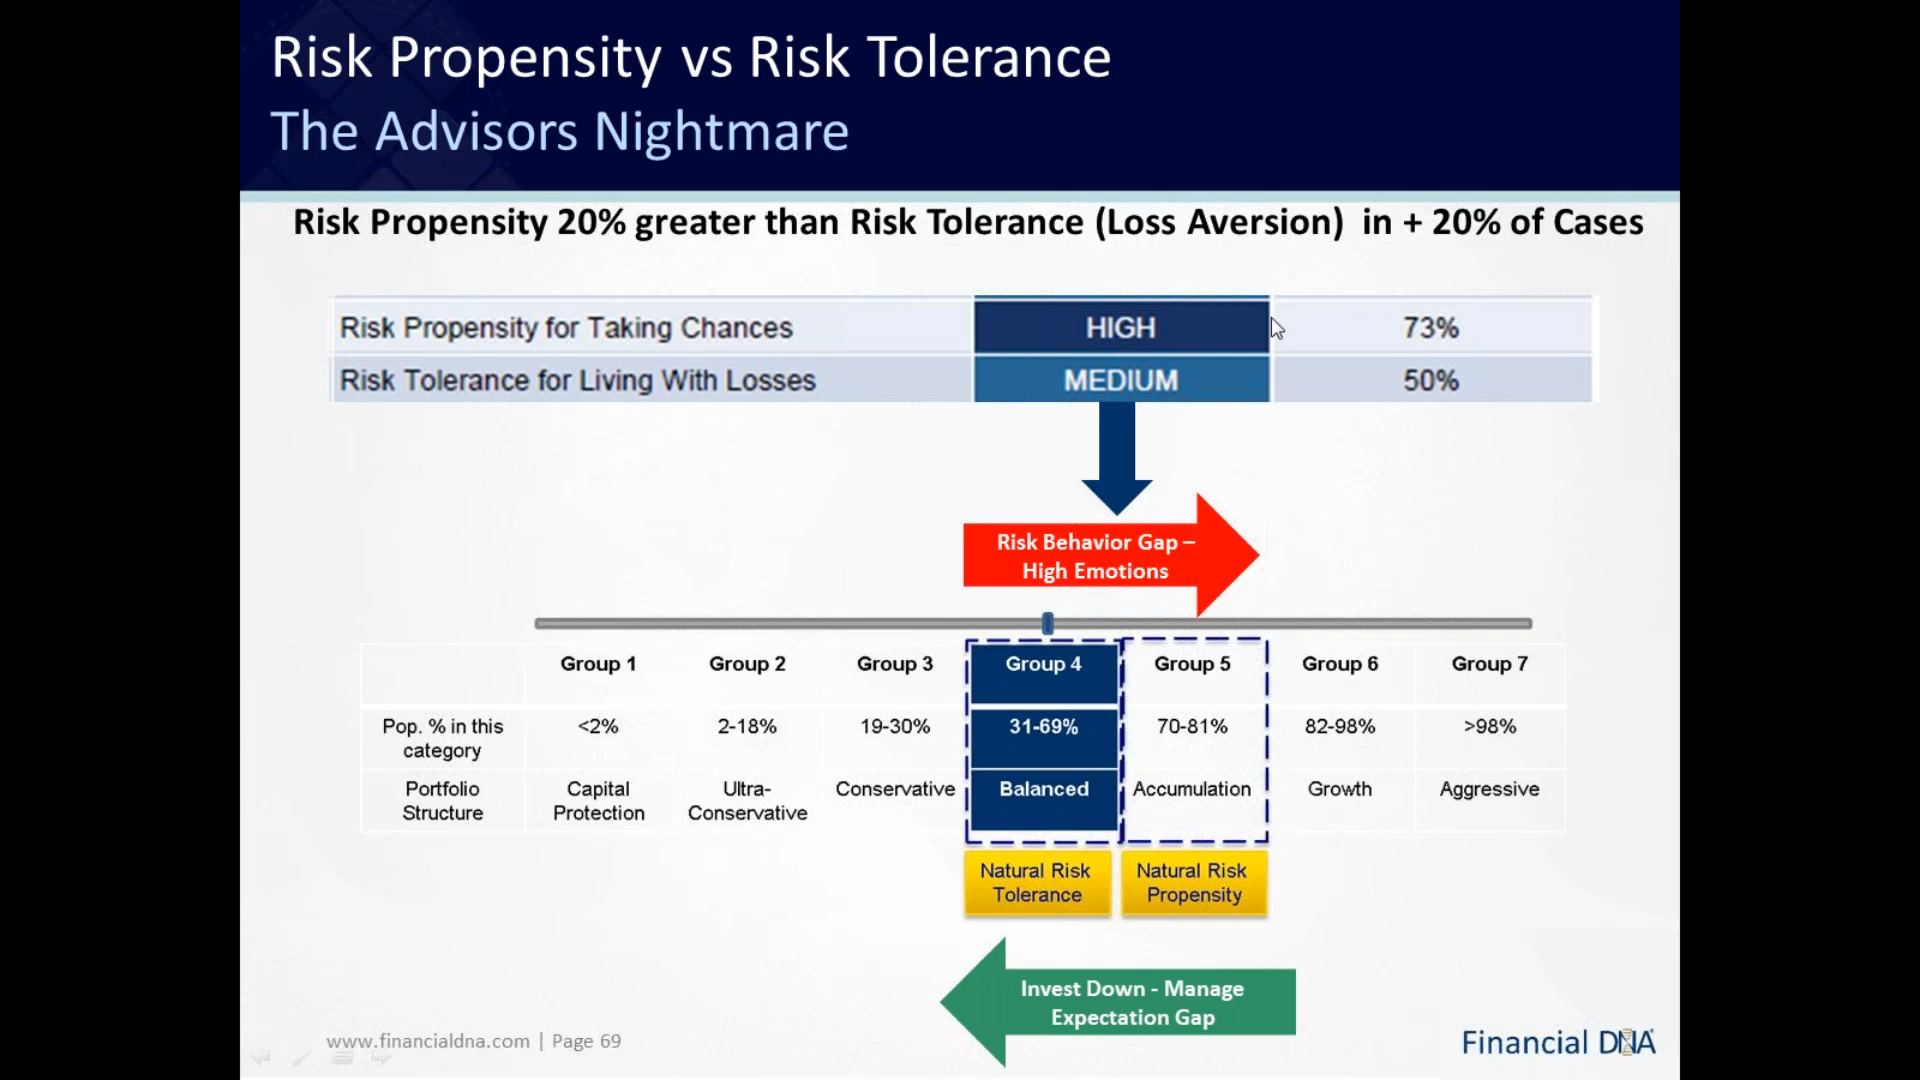 Risk Propensity vs Risk Tolerance
The Advisors Nightmare
Risk Propensity 20% greater than Risk Tolerance (Loss Aversion) in + 20% of Cases
Risk Propensity for Taking Chances HIGH 73%
Risk Tolerance for Living With Losses MEDIUM 50%
Risk Behavior Gap –
High Emotions
Group 1 Group 2 Group 3 Group 4 Group 5 Group 6 Group 7
Pop. % in this
category
<2% 2-18% 19-30% 31-69% 70-81% 82-98% >98%
Portfolio
Structure
Capital
Protection
Ultra-
Conservative
Conservative
Balanced
Accumulation
Growth
Aggressive
Natural Risk
Tolerance
Natural Risk
Propensity
Invest Down - Manage
Expectation Gap
www.financialdna.com | Page 69
Financial DNA